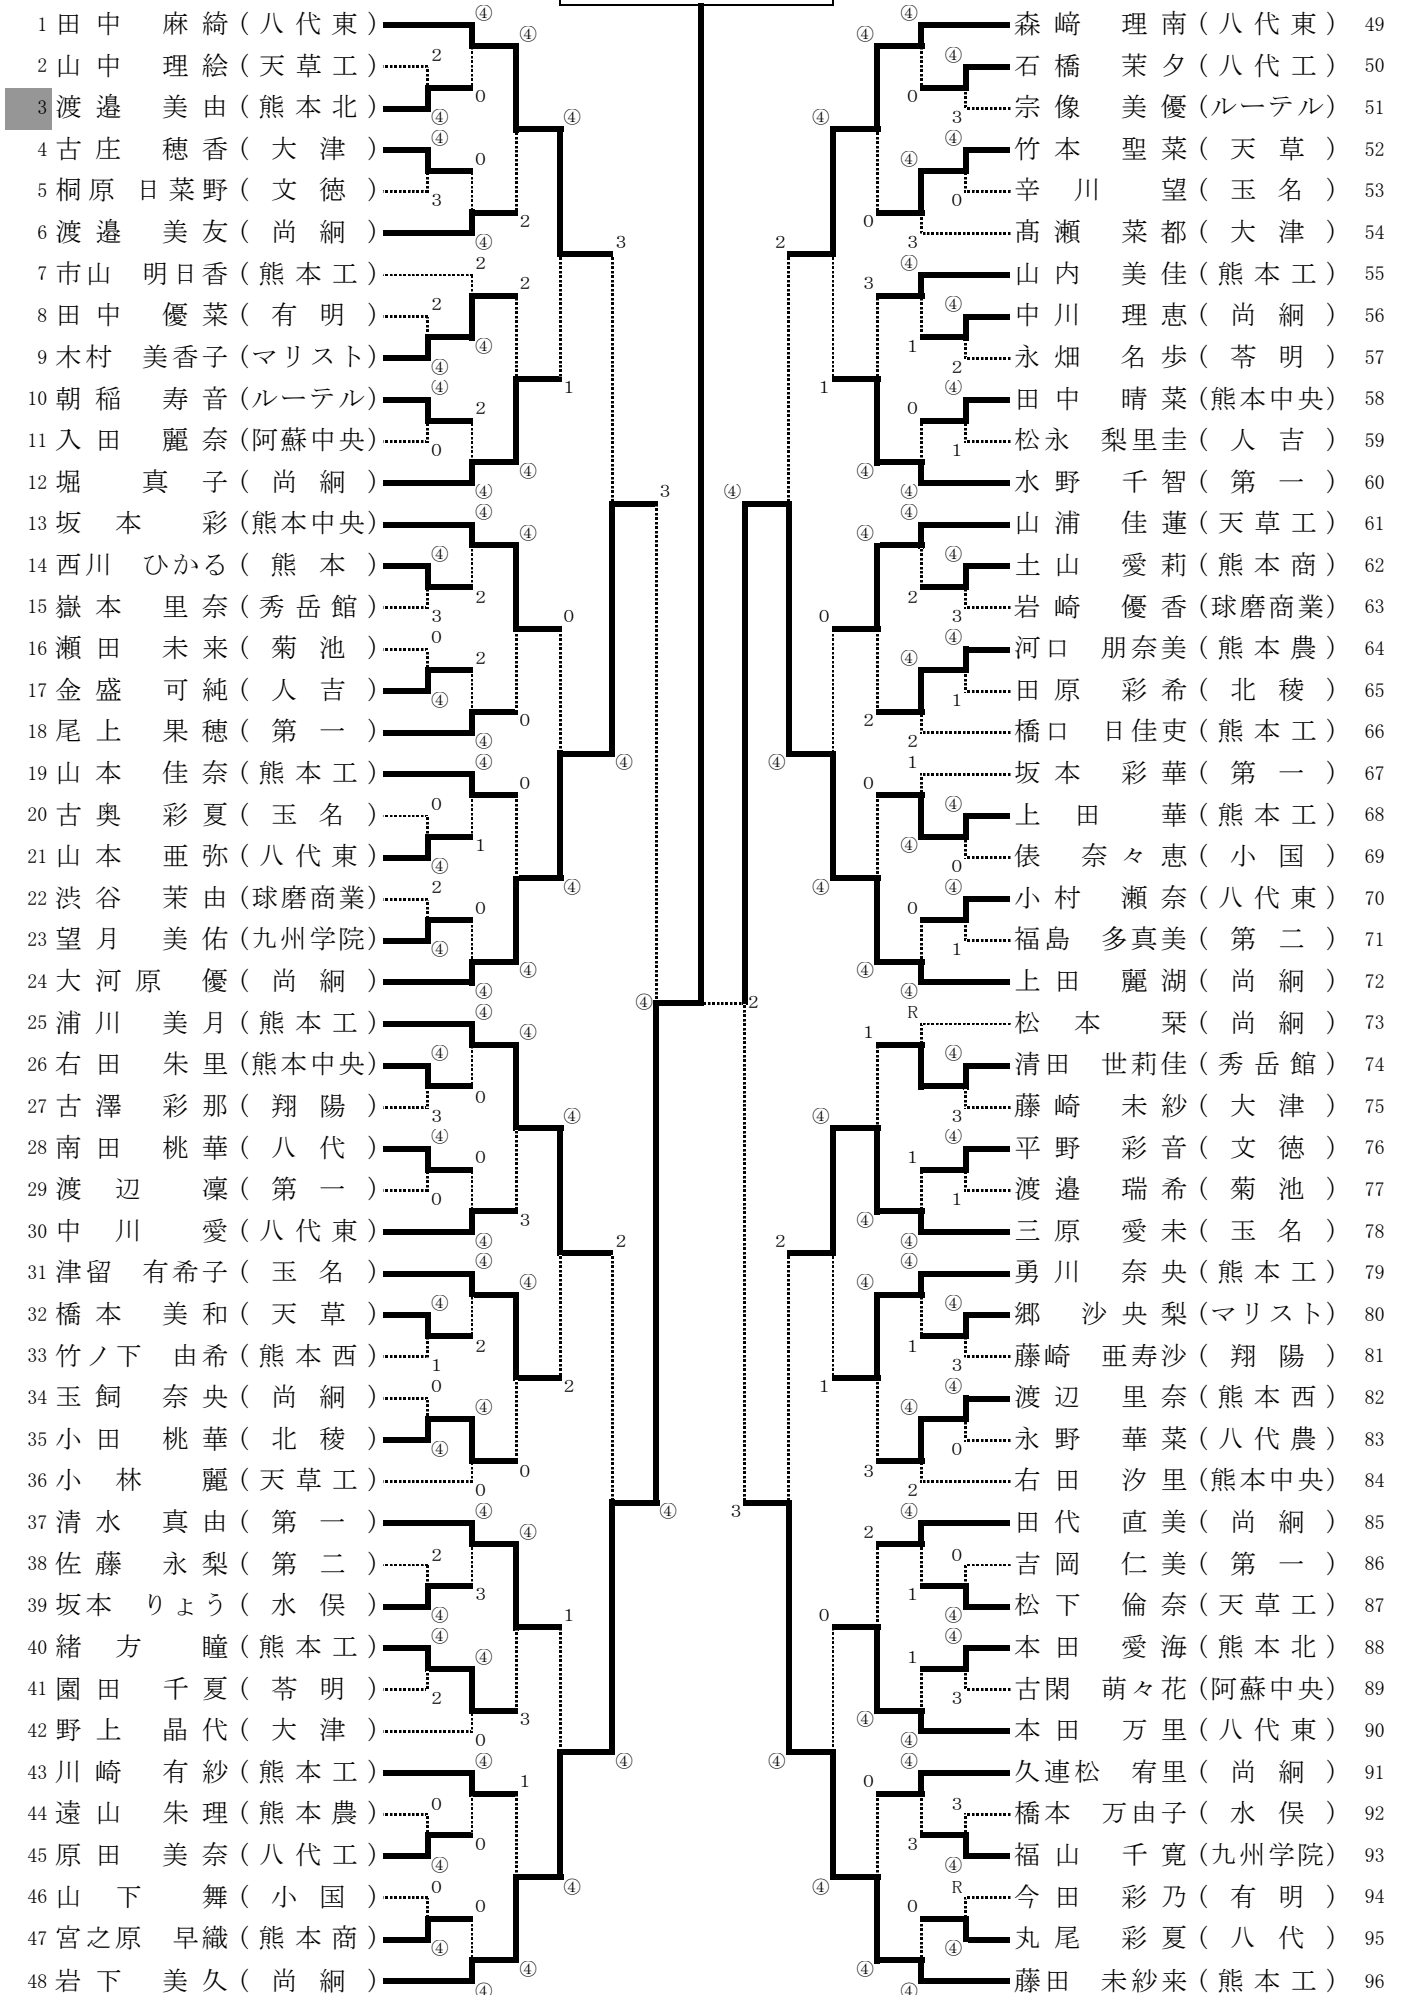 1 田中 麻綺 (八代東)
2 山中 理絵 (天草工)
3 渡邉 美由 (熊本北)
4 古庄 穂香 (大津)
5 桐原 日菜野 (文徳)
6 渡邉 美友 (尚絅)
7 市山 明日香 (熊本工)
8 田中 優菜 (有明)
9 木村 美香子 (マリスト)
10 朝稲 寿音 (ルーテル)
11 入田 麗奈 (阿蘇中央)
12 堀 真子 (尚絅)
13 坂本 彩 (熊本中央)
14 西川 ひかる (熊本)
15 嶽本 里奈 (秀岳館)
16 瀬田 未来 (菊池)
17 金盛 可純 (人吉)
18 尾上 果穂 (第一)
19 山本 佳奈 (熊本工)
20 古奥 彩夏 (玉名)
21 山本 亜弥 (八代東)
22 渋谷 茉由 (球磨商業)
23 望月 美佑 (九州学院)
24 大河原 優 (尚絅)
25 浦川 美月 (熊本工)
26 右田 朱里 (熊本中央)
27 古澤 彩那 (翔陽)
28 南田 桃華 (八代)
29 渡辺 凜 (第一)
30 中川 愛 (八代東)
31 津留 有希子 (玉名)
32 橋本 美和 (天草)
33 竹ノ下 由希 (熊本西)
34 玉飼 奈央 (尚絅)
35 小田 桃華 (北稜)
36 小林 麗 (天草工)
37 清水 真由 (第一)
38 佐藤 永梨 (第二)
39 坂本 りょう (水俣)
40 緒方 瞳 (熊本工)
41 園田 千夏 (苓明)
42 野上 晶代 (大津)
43 川崎 有紗 (熊本工)
44 遠山 朱理 (熊本農)
45 原田 美奈 (八代工)
46 山下 舞 (小国)
47 宮之原 早織 (熊本商)
48 岩下 美久 (尚絅)
森﨑 理南 (八代東) 49
石橋 茉夕 (八代工) 50
宗像 美優 (ルーテル) 51
竹本 聖菜 (天草) 52
辛川 望 (玉名) 53
髙瀬 菜都 (大津) 54
山内 美佳 (熊本工) 55
中川 理恵 (尚絅) 56
永畑 名歩 (苓明) 57
田中 晴菜 (熊本中央) 58
松永 梨里圭 (人吉) 59
水野 千智 (第一) 60
山浦 佳蓮 (天草工) 61
土山 愛莉 (熊本商) 62
岩崎 優香 (球磨商業) 63
河口 朋奈美 (熊本農) 64
田原 彩希 (北稜) 65
橋口 日佳吏 (熊本工) 66
坂本 彩華 (第一) 67
上田 華 (熊本工) 68
俵 奈々恵 (小国) 69
小村 瀬奈 (八代東) 70
福島 多真美 (第二) 71
上田 麗湖 (尚絅) 72
松本 栞 (尚絅) 73
清田 世莉佳 (秀岳館) 74
藤崎 未紗 (大津) 75
平野 彩音 (文徳) 76
渡邉 瑞希 (菊池) 77
三原 愛未 (玉名) 78
勇川 奈央 (熊本工) 79
郷 沙央梨 (マリスト) 80
藤崎 亜寿沙 (翔陽) 81
渡辺 里奈 (熊本西) 82
永野 華菜 (八代農) 83
右田 汐里 (熊本中央) 84
田代 直美 (尚絅) 85
吉岡 仁美 (第一) 86
松下 倫奈 (天草工) 87
本田 愛海 (熊本北) 88
古閑 萌々花 (阿蘇中央) 89
本田 万里 (八代東) 90
久連松 宥里 (尚絅) 91
橋本 万由子 (水俣) 92
福山 千寛 (九州学院) 93
今田 彩乃 (有明) 94
丸尾 彩夏 (八代) 95
藤田 未紗来 (熊本工) 96